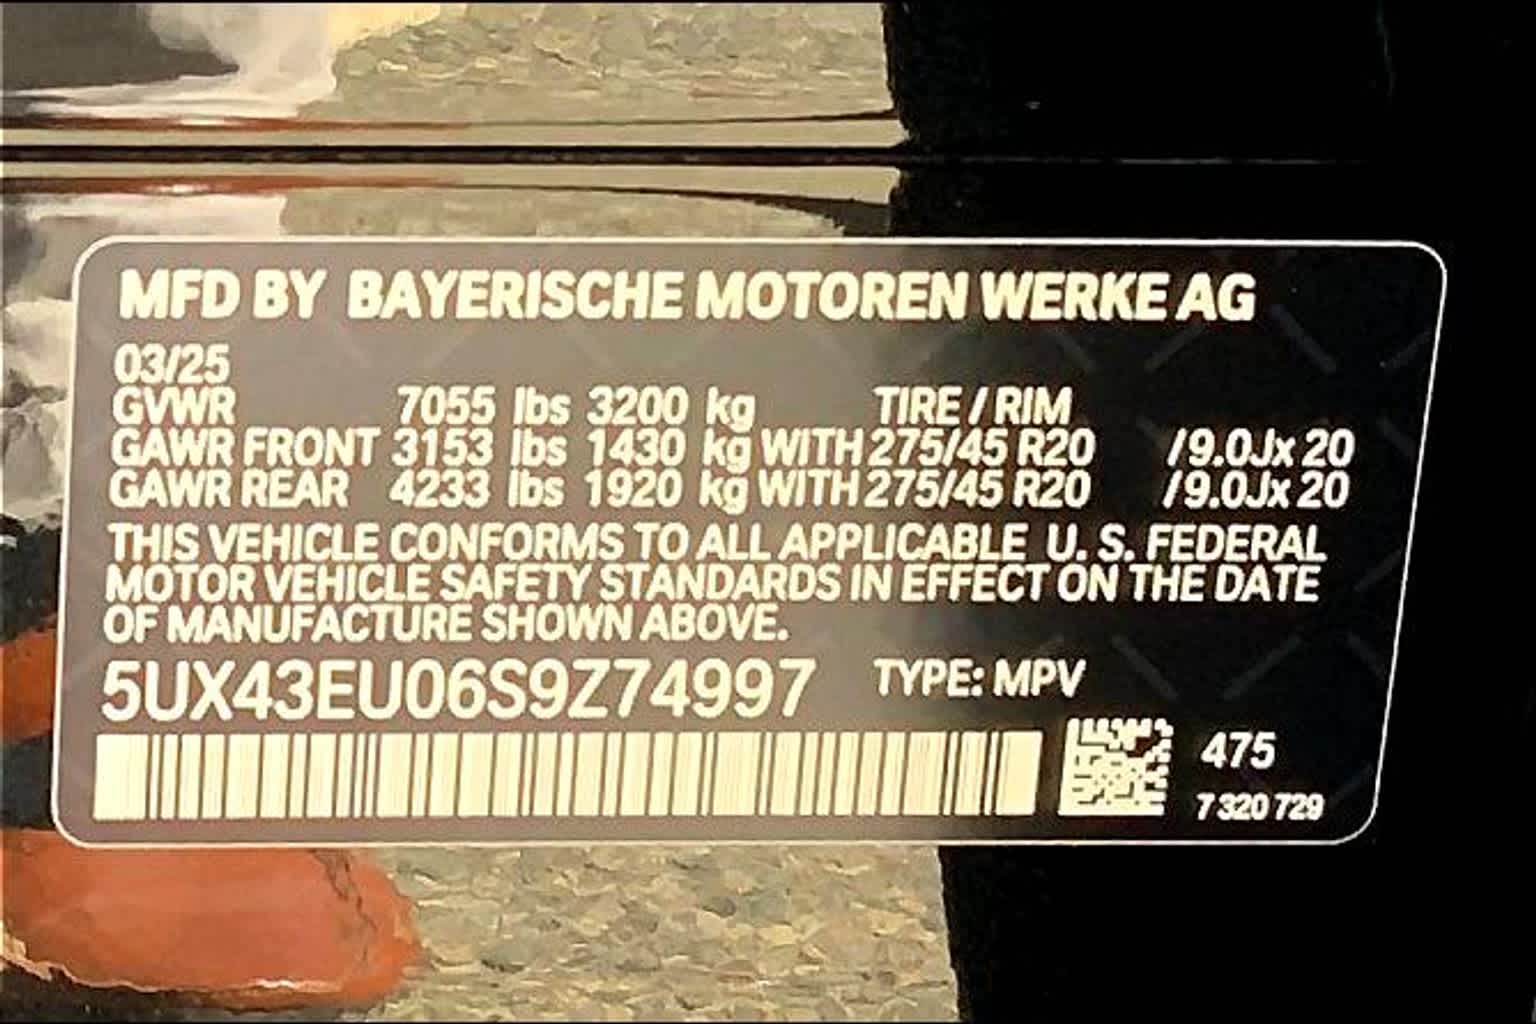 MFD BY BAYERISCHE MOTOREN WERKE AG
03/25
GVWR 7055 lbs 3200 kg TIRE / RIM
GAWR FRONT 3153 lbs 1430 kg WITH 275/45 R20 /9.0Jx 20
GAWR REAR 4233 lbs 1920 kg WITH 275/45 R20 /9.0Jx 20
THIS VEHICLE CONFORMS TO ALL APPLICABLE U. S. FEDERAL
MOTOR VEHICLE SAFETY STANDARDS IN EFFECT ON THE DATE
OF MANUFACTURE SHOWN ABOVE.
5UX43EU06S9Z74997 TYPE: MPV
475
7 320 729